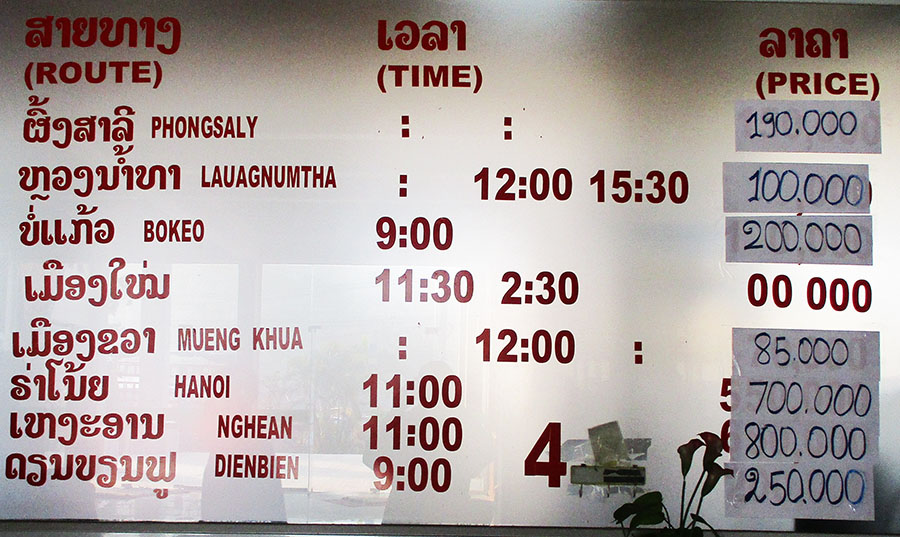 ສາຍທາງ ເວລາ ລາຄາ
(ROUTE) (TIME) (PRICE)
ຜົ້ງສາລີ PHONGSALY : : 190.000
ຫຼວງນ້ຳທາ LAUAGNUMTHA : 12:00 15:30 100.000
ບໍ່ແກ້ວ BOKEO 9:00 200.000
ເມືອງໃຫ່ມ 11:30 2:30 00 000
ເມືອງຂວາ MUENG KHUA : 12:00 : 85.000
ຮ່າໂນ້ຍ HANOI 11:00 700.000
ເຫງະອານ NGHEAN 11:00 4 800.000
ດຽນບຽນຟູ DIENBIEN 9:00 250.000